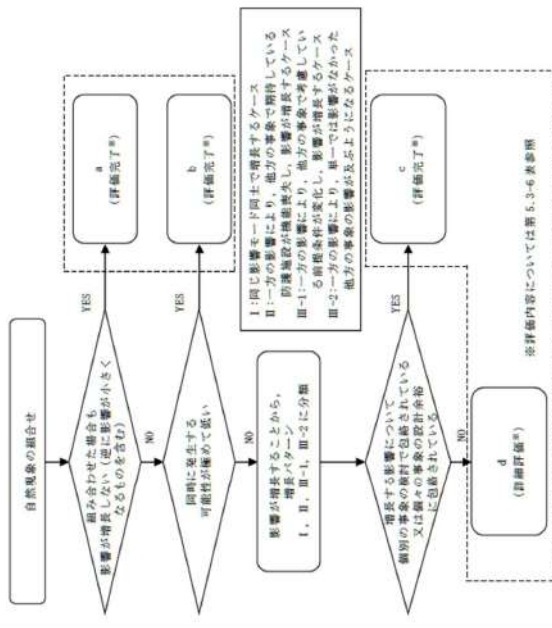 自然現象の組合せ
組み合わせた場合も
影響が増長しない（逆に影響が小さく
なるものを含む）
YES
a
(評価完了※)
NO
同時に発生する
可能性が極めて低い
YES
b
(評価完了※)
NO
影響が増長することから，
増長パターン
Ⅰ，Ⅱ，Ⅲ-1，Ⅲ-2に分類
Ⅰ:同じ影響モード同士で増長するケース
Ⅱ:一方の影響により，他方の事象で期待している
防護施設が機能喪失し，影響が増長するケース
Ⅲ-1:一方の影響により，他方の事象で考慮してい
る前提条件が変化し，影響が増長するケース
Ⅲ-2:一方の影響により，単一では影響がなかった
他方の事象の影響が及ぶようになるケース
増長する影響について
個別の事象の検討で包絡されている
又は個々の事象の設計余裕
に包絡されている
YES
c
(評価完了※)
NO
d
(詳細評価※)
※評価内容については第5.3-6表参照